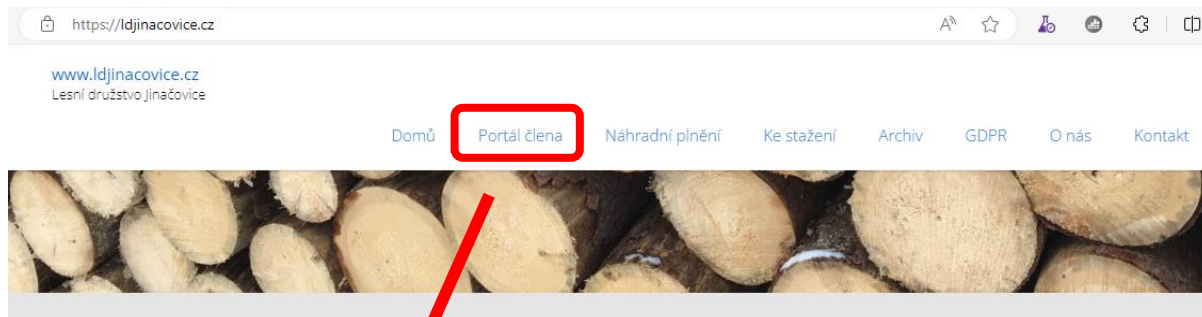 https://ldjinacovice.cz
www.ldjinacovice.cz
Lesní družstvo Jinačovice
Domů Portál člena Náhradní plnění Ke stažení Archiv GDPR O nás Kontakt